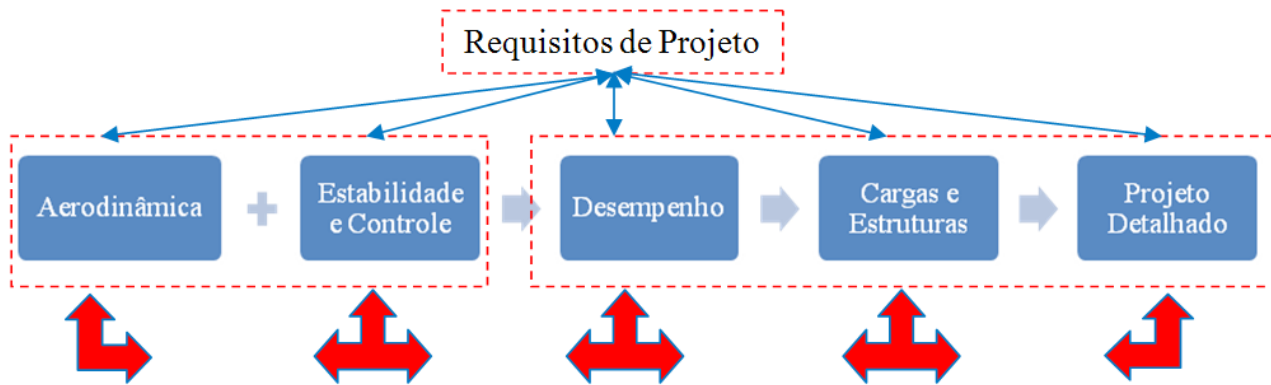 Requisitos de Projeto
Aerodinâmica
Estabilidade
e Controle
Desempenho
Cargas e
Estruturas
Projeto
Detalhado